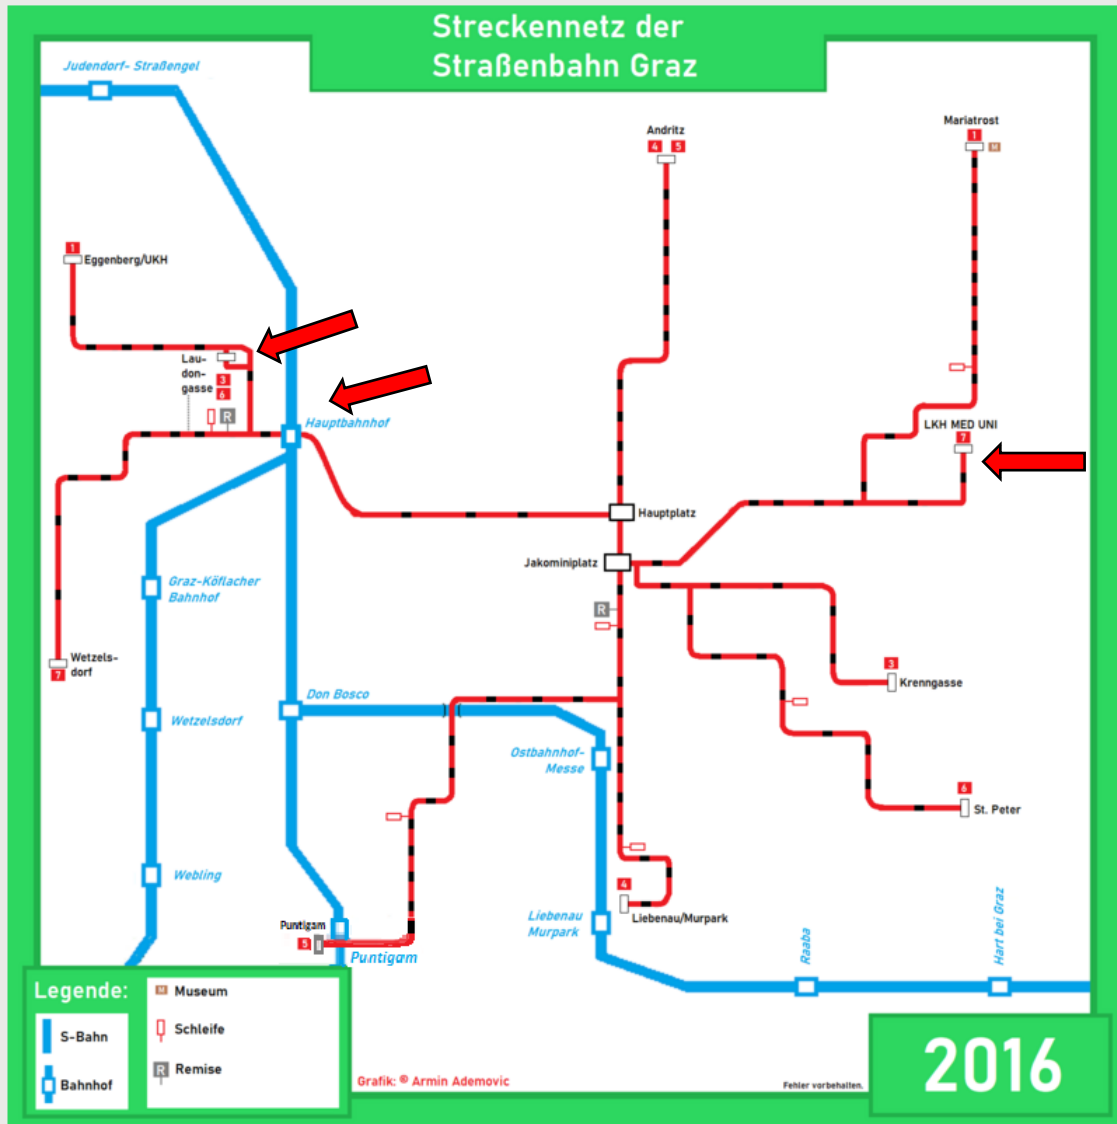 Streckennetz der
Straßenbahn Graz
Judendorf- Straßengel
Andritz
4 5
Mariatrost
1
M
1
Eggenberg/UKH
Lau-
don-
gasse
3
6
R
Hauptbahnhof
LKH MED UNI
7
Hauptplatz
Jakominiplatz
Graz-Köflacher
Bahnhof
R
Wetzels-
dorf
7
3
Krenngasse
Don Bosco
Wetzelsdorf
Ostbahnhof-
Messe
6
St. Peter
Webling
4
Liebenau/Murpark
Liebenau
Murpark
Puntigam
5
Puntigam
Raaba
Hart bei Graz
Legende:
S-Bahn
Bahnhof
M Museum
Schleife
R Remise
Grafik: © Armin Ademovic
Fehler vorbehalten.
2016